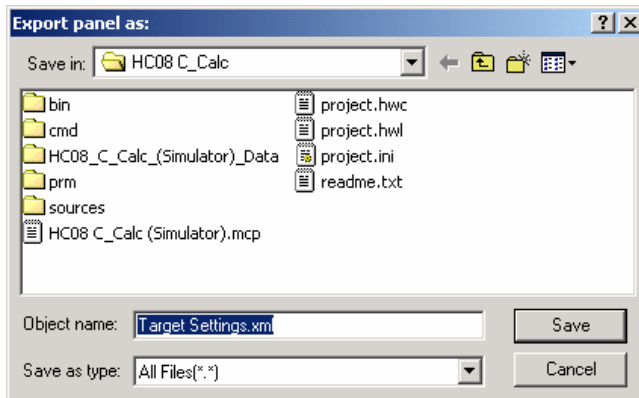 Export panel as:
Save in: HC08 C_Calc
bin
cmd
HC08_C_Calc_(Simulator)_Data
prm
sources
HC08 C_Calc (Simulator).mcp
project.hwc
project.hwl
project.ini
readme.txt
Object name: Target Settings.xml
Save
Save as type: All Files(*.*)
Cancel